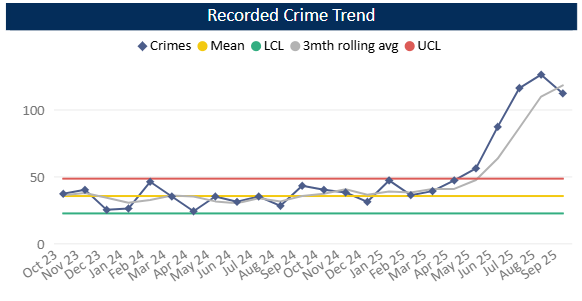 Recorded Crime Trend
Crimes Mean LCL 3mth rolling avg UCL
100
50
0
Oct 23 Nov 23 Dec 23 Jan 24 Feb 24 Mar 24 Apr 24 May 24 Jun 24 Jul 24 Aug 24 Sep 24 Oct 24 Nov 24 Dec 24 Jan 25 Feb 25 Mar 25 Apr 25 May 25 Jun 25 Jul 25 Aug 25 Sep 25